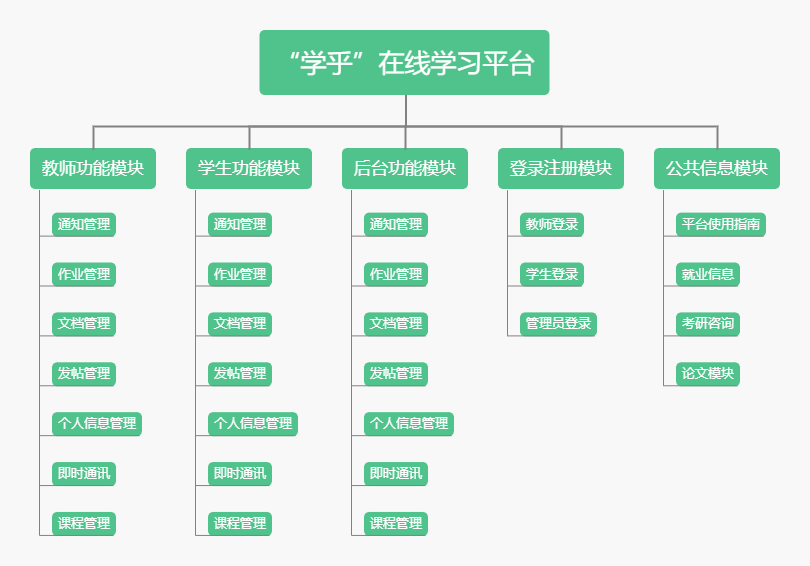 “学乎”在线学习平台
教师功能模块
通知管理
作业管理
文档管理
发帖管理
个人信息管理
即时通讯
课程管理
学生功能模块
通知管理
作业管理
文档管理
发帖管理
个人信息管理
即时通讯
课程管理
后台功能模块
通知管理
作业管理
文档管理
发帖管理
个人信息管理
即时通讯
课程管理
登录注册模块
教师登录
学生登录
管理员登录
公共信息模块
平台使用指南
就业信息
考研咨询
论文模块